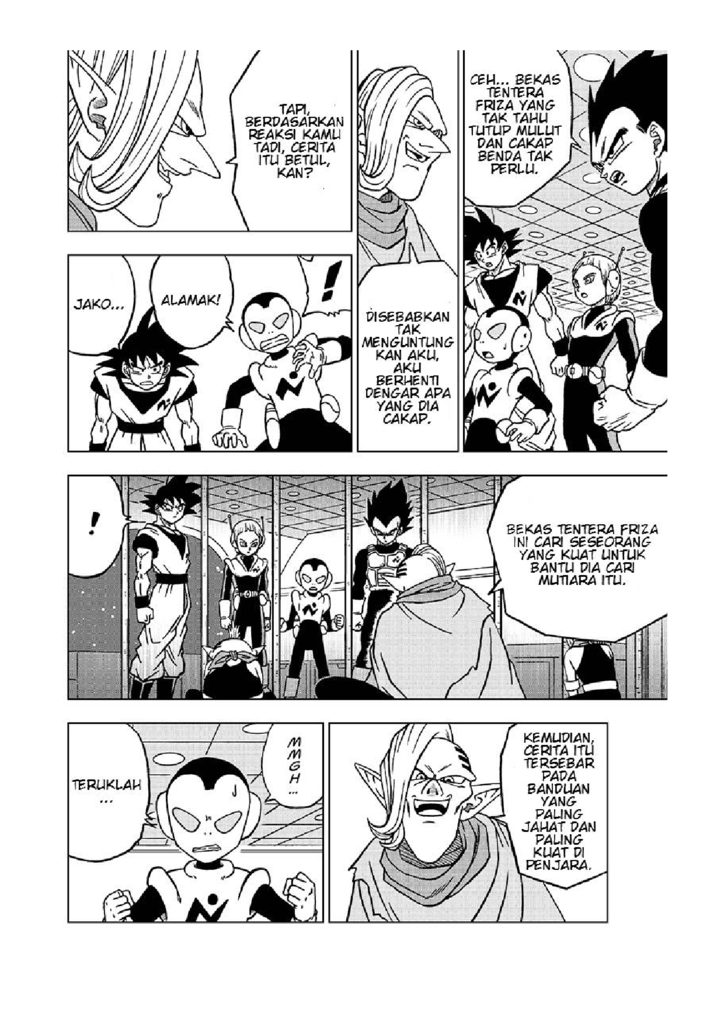 CEH... BEKAS
TENTERA
FRIZA YANG
TAK TAHU
TUTUP MULUT
DAN CAKAP
BENDA TAK
PERLU.
DISEBABKAN
TAK
MENGUNTUNG
KAN AKU,
AKU
BERHENTI
DENGAR APA
YANG DIA
CAKAP.
TAPI,
BERDASARKAN
REAKSI KAMU
TADI, CERITA
ITU BETUL,
KAN?
!
ALAMAK!
JAKO...
BEKAS TENTERA FRIZA
INI CARI SESEORANG
YANG KUAT UNTUK
BANTU DIA CARI
MUTIARA ITU.
!
KEMUDIAN,
CERITA ITU
TERSEBAR
PADA
BANDUAN
YANG
PALING
JAHAT DAN
PALING
KUAT DI
PENJARA.
MMGH...
TERUKLAH
...